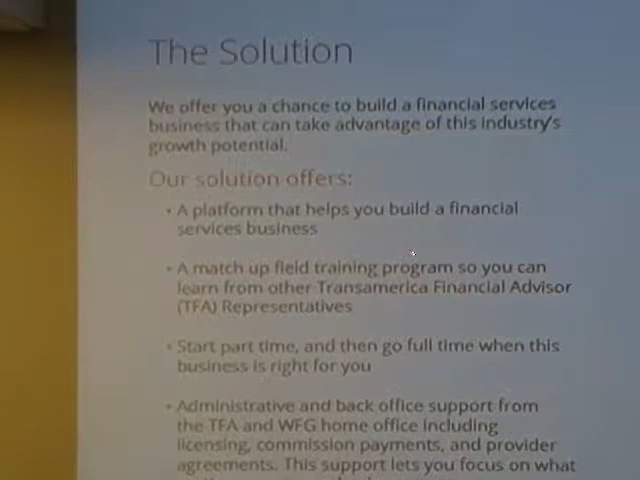 The Solution
We offer you a chance to build a financial services
business that can take advantage of this industry's
growth potential.
Our solution offers:
• A platform that helps you build a financial
services business
• A match up field training program so you can
learn from other Transamerica Financial Advisor
(TFA) Representatives
• Start part time, and then go full time when this
business is right for you
• Administrative and back office support from
the TFA and WFG home office including
licensing, commission payments, and provider
agreements. This support lets you focus on what